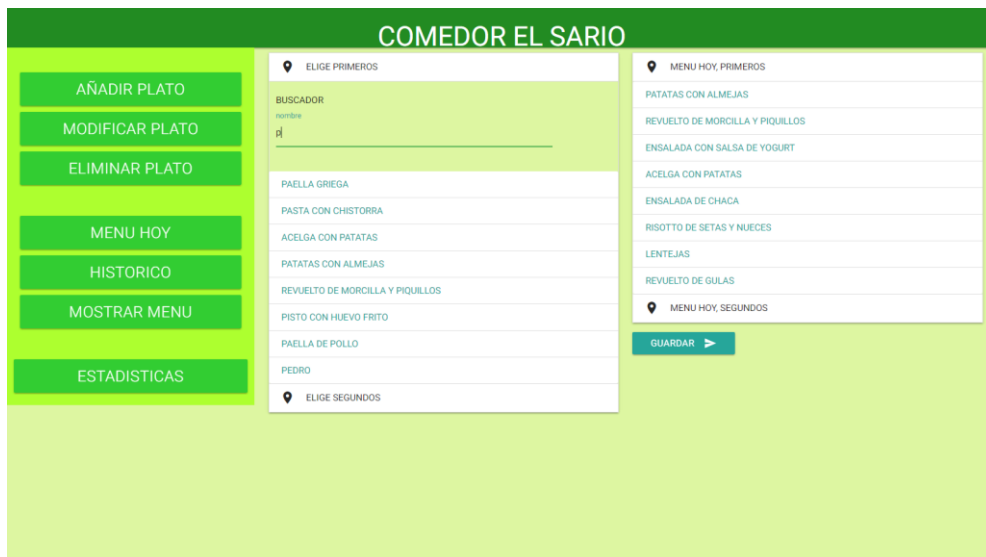 COMEDOR EL SARIO
AÑADIR PLATO
MODIFICAR PLATO
ELIMINAR PLATO
MENU HOY
HISTORICO
MOSTRAR MENU
ESTADISTICAS
ELIGE PRIMEROS
BUSCADOR
nombre
p
PAELLA GRIEGA
PASTA CON CHISTORRA
ACELGA CON PATATAS
PATATAS CON ALMEJAS
REVUELTO DE MORCILLA Y PIQUILLOS
PISTO CON HUEVO FRITO
PAELLA DE POLLO
PEDRO
ELIGE SEGUNDOS
MENU HOY, PRIMEROS
PATATAS CON ALMEJAS
REVUELTO DE MORCILLA Y PIQUILLOS
ENSALADA CON SALSA DE YOGURT
ACELGA CON PATATAS
ENSALADA DE CHACA
RISOTTO DE SETAS Y NUECES
LENTEJAS
REVUELTO DE GULAS
MENU HOY, SEGUNDOS
GUARDAR